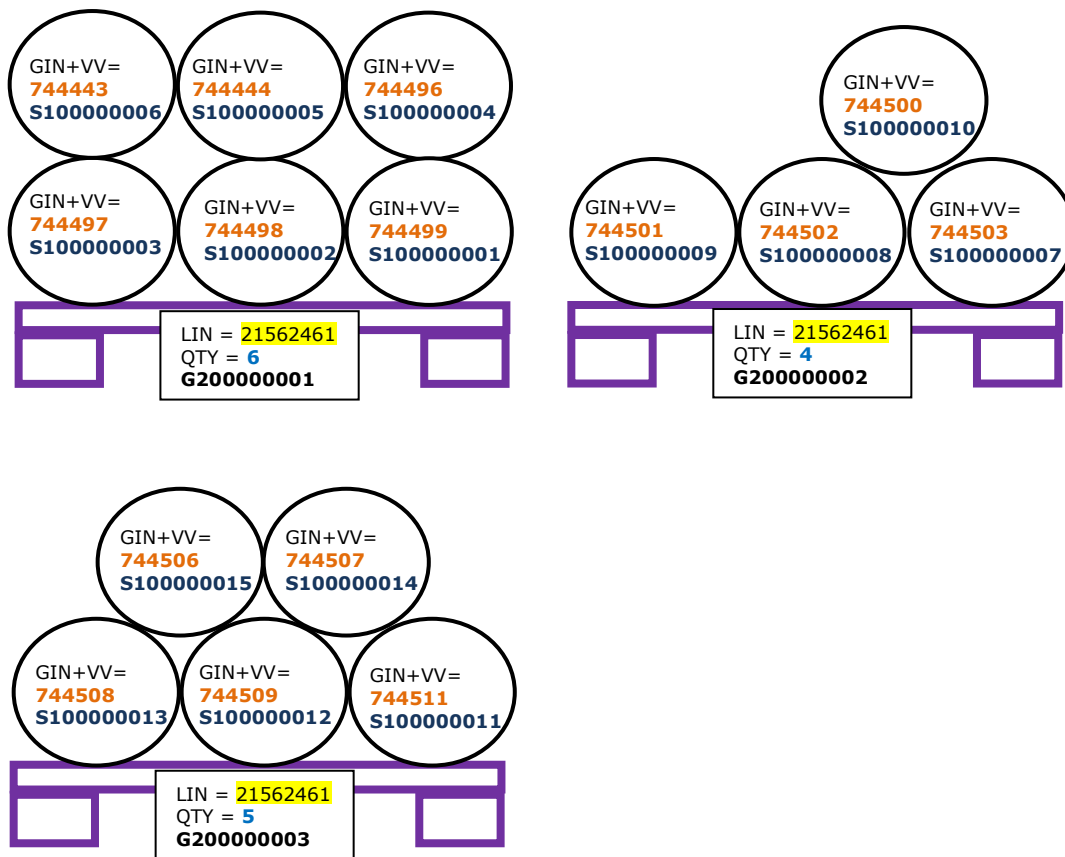 GIN+VV=
744443
S100000006
GIN+VV=
744444
S100000005
GIN+VV=
744496
S100000004
GIN+VV=
744497
S100000003
GIN+VV=
744498
S100000002
GIN+VV=
744499
S100000001
LIN = 21562461
QTY = 6
G200000001
GIN+VV=
744500
S100000010
GIN+VV=
744501
S100000009
GIN+VV=
744502
S100000008
GIN+VV=
744503
S100000007
LIN = 21562461
QTY = 4
G200000002
GIN+VV=
744506
S100000015
GIN+VV=
744507
S100000014
GIN+VV=
744508
S100000013
GIN+VV=
744509
S100000012
GIN+VV=
744511
S100000011
LIN = 21562461
QTY = 5
G200000003